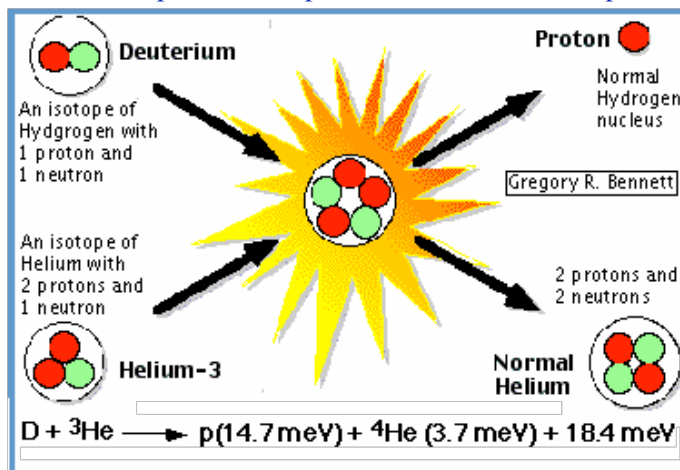 Deuterium
An isotope of
Hydgrogen with
1 proton and
1 neutron
Proton
Normal
Hydrogen
nucleus
Gregory R. Bennett
An isotope of
Helium with
2 protons and
1 neutron
Helium-3
2 protons and
2 neutrons
Normal
Helium
D + ³He ⟶ p(14.7 meV) + ⁴He (3.7 meV) + 18.4 meV